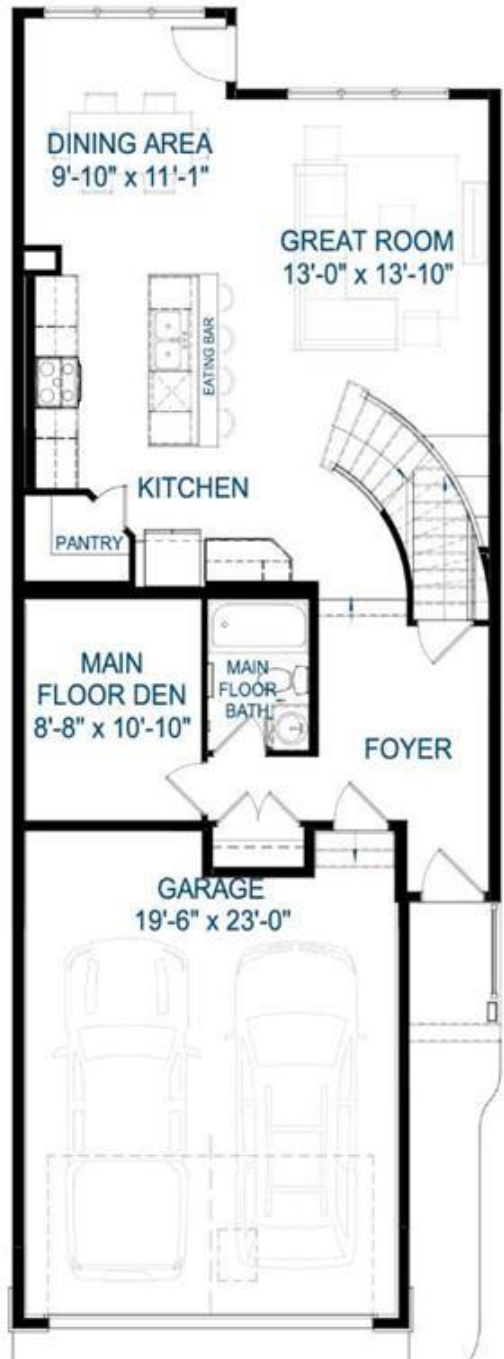 DINING AREA
9'-10" x 11'-1"
GREAT ROOM
13'-0" x 13'-10"
EATING BAR
KITCHEN
PANTRY
MAIN
FLOOR DEN
8'-8" x 10'-10"
MAIN
FLOOR
BATH
FOYER
GARAGE
19'-6" x 23'-0"